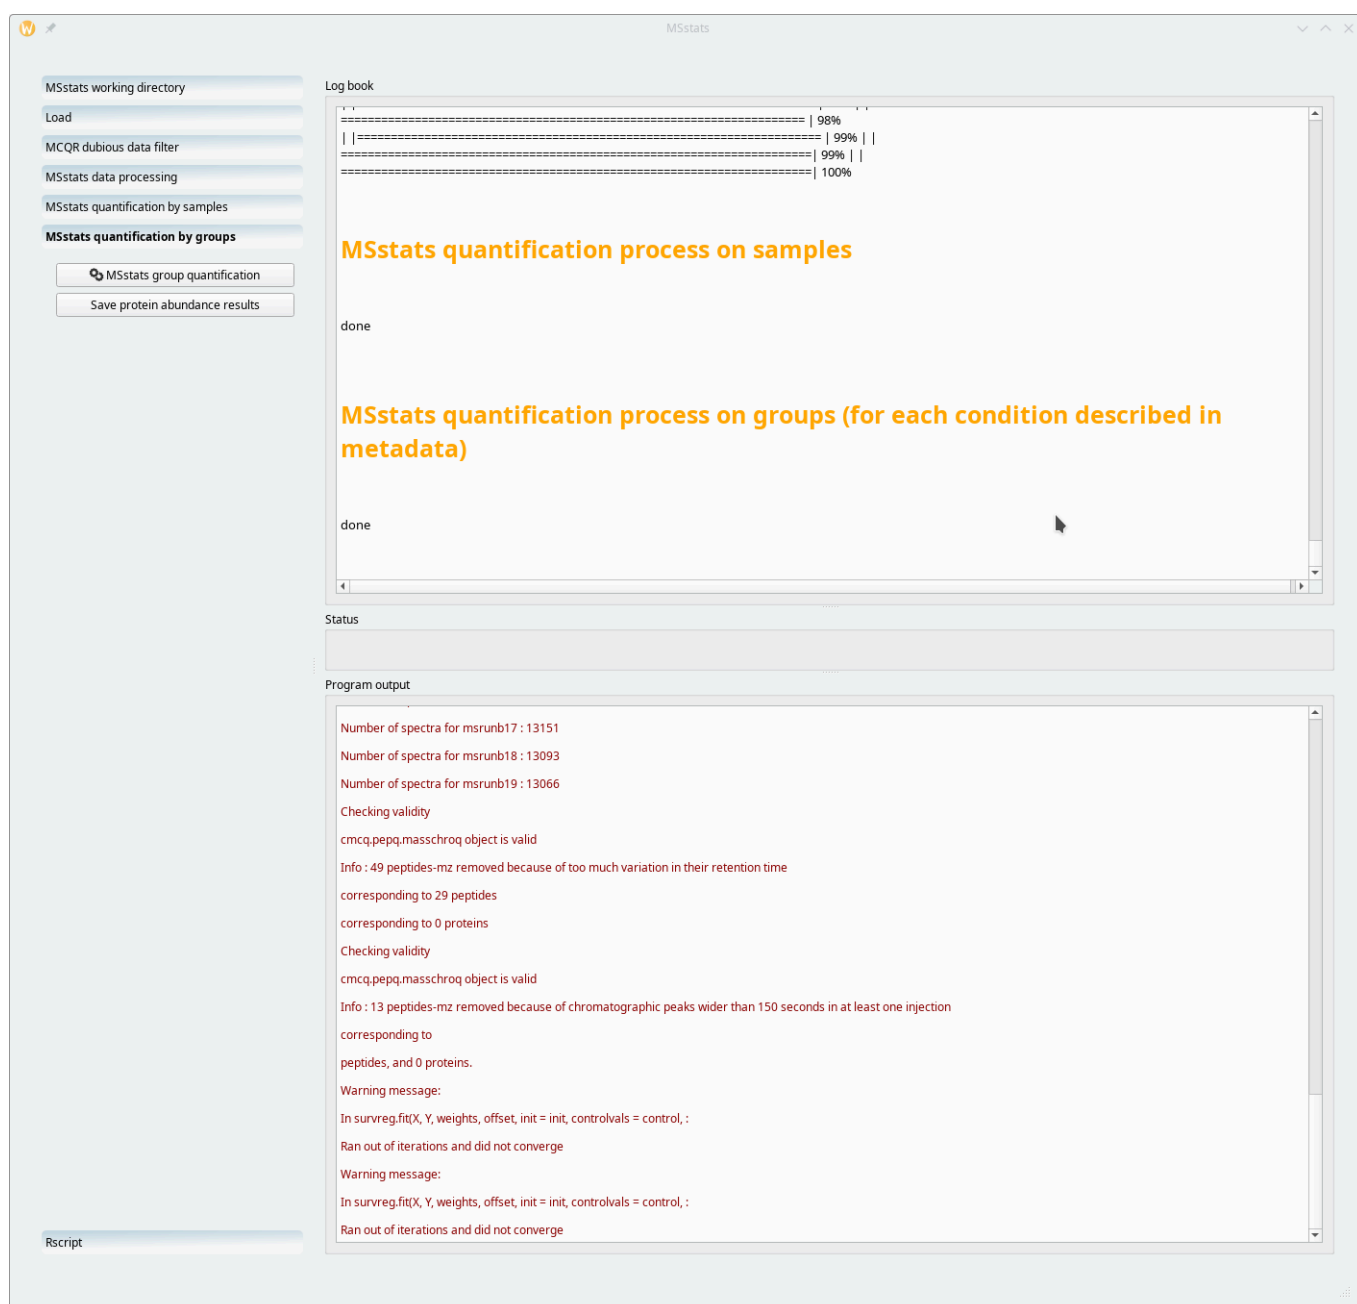 MSstats
MSstats working directory
Load
MCQR dubious data filter
MSstats data processing
MSstats quantification by samples
MSstats quantification by groups
MSstats group quantification
Save protein abundance results
Rscript
Log book
======================================================================= | 98%
| |======================================================================= | 99% | |
========================================================================| 99% | |
========================================================================| 100%
MSstats quantification process on samples
done
MSstats quantification process on groups (for each condition described in
metadata)
done
Status
Program output
Number of spectra for msrunb17 : 13151
Number of spectra for msrunb18 : 13093
Number of spectra for msrunb19 : 13066
Checking validity
cmcq.pepq.masschroq object is valid
Info : 49 peptides-mz removed because of too much variation in their retention time
corresponding to 29 peptides
corresponding to 0 proteins
Checking validity
cmcq.pepq.masschroq object is valid
Info : 13 peptides-mz removed because of chromatographic peaks wider than 150 seconds in at least one injection
corresponding to
peptides, and 0 proteins.
Warning message:
In survreg.fit(X, Y, weights, offset, init = init, controlvals = control, :
Ran out of iterations and did not converge
Warning message:
In survreg.fit(X, Y, weights, offset, init = init, controlvals = control, :
Ran out of iterations and did not converge